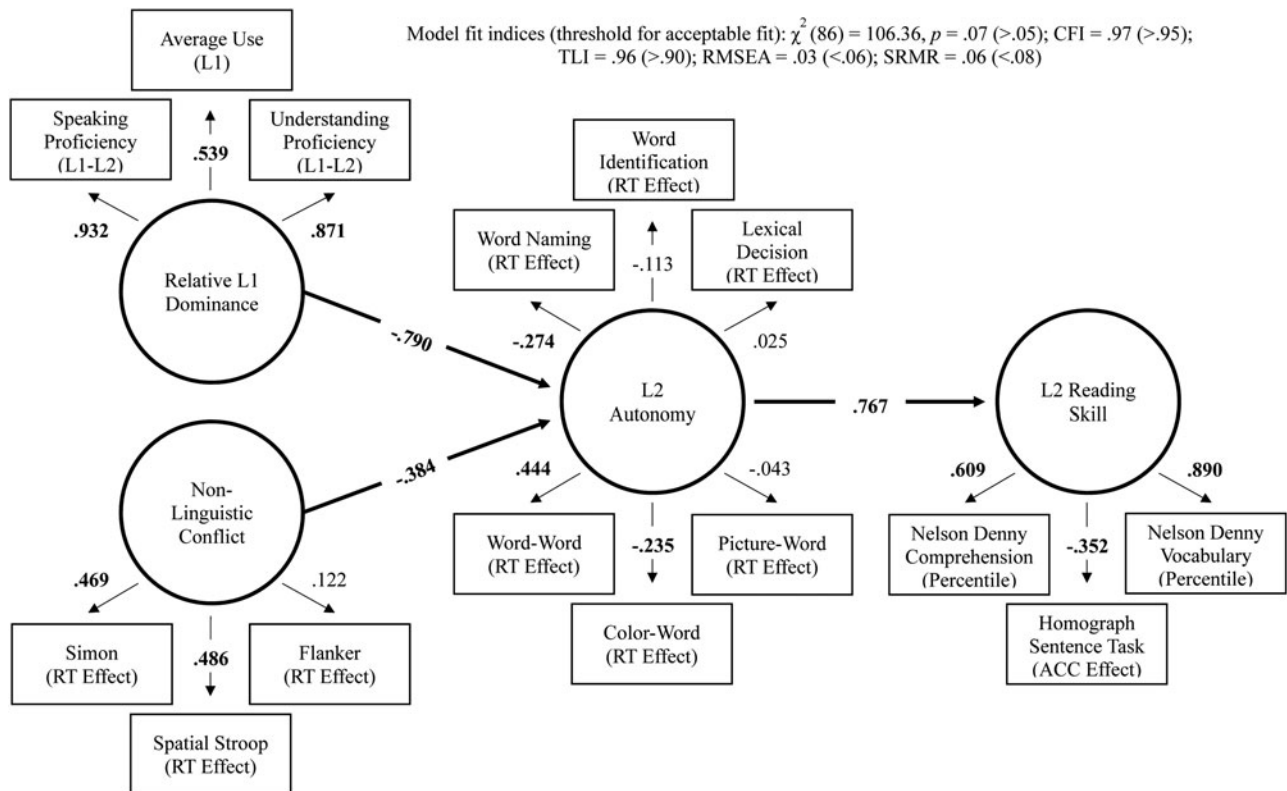 Model fit indices (threshold for acceptable fit): χ² (86) = 106.36, p = .07 (>.05); CFI = .97 (>.95);
TLI = .96 (>.90); RMSEA = .03 (<.06); SRMR = .06 (<.08)
Average Use
(L1)
Speaking
Proficiency
(L1-L2)
Understanding
Proficiency
(L1-L2)
.539
.932
.871
Relative L1
Dominance
-.790
Non-
Linguistic
Conflict
-.384
.469
.486
.122
Simon
(RT Effect)
Flanker
(RT Effect)
Spatial Stroop
(RT Effect)
Word
Identification
(RT Effect)
Word Naming
(RT Effect)
Lexical
Decision
(RT Effect)
-.113
-.274
.025
L2
Autonomy
.444
-.235
-.043
Word-Word
(RT Effect)
Picture-Word
(RT Effect)
Color-Word
(RT Effect)
.767
L2 Reading
Skill
.609
-.352
.890
Nelson Denny
Comprehension
(Percentile)
Nelson Denny
Vocabulary
(Percentile)
Homograph
Sentence Task
(ACC Effect)